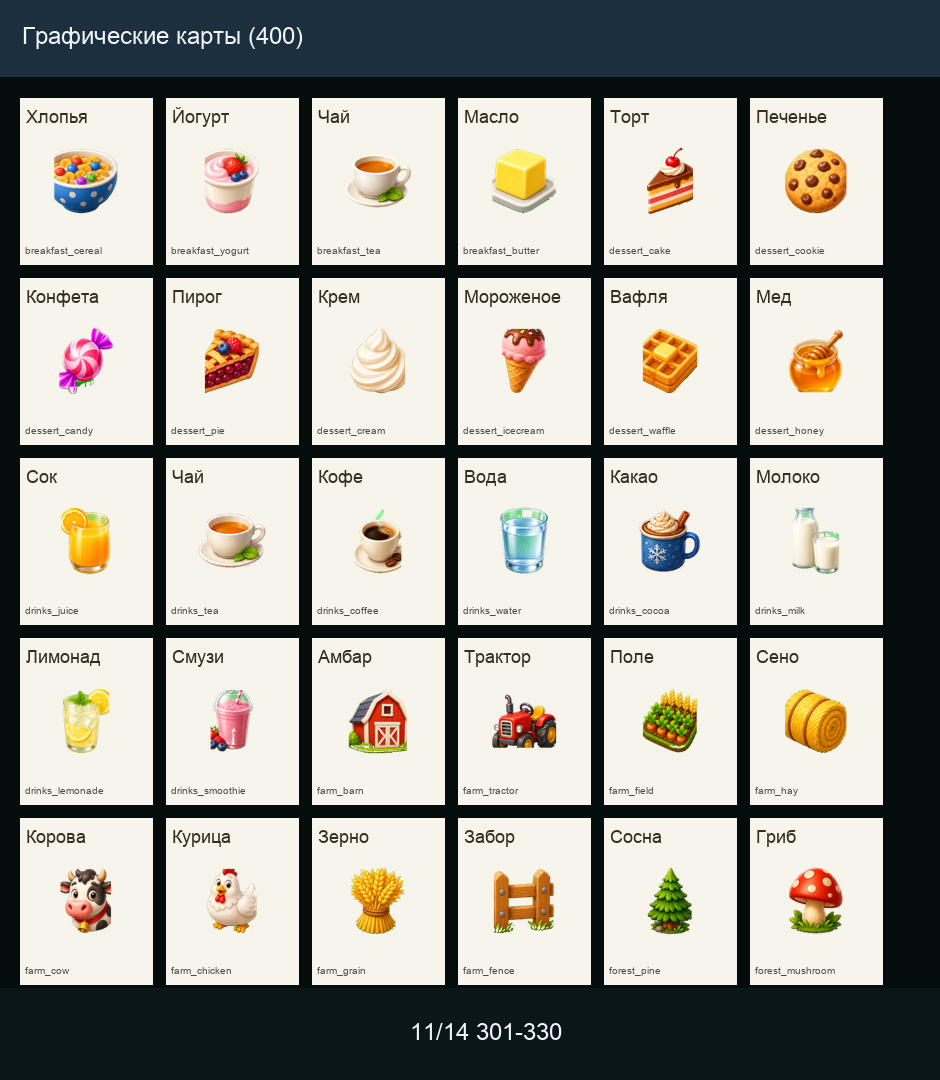 Графические карты (400)
Хлопья
breakfast_cereal
Йогурт
breakfast_yogurt
Чай
breakfast_tea
Масло
breakfast_butter
Торт
dessert_cake
Печенье
dessert_cookie
Конфета
dessert_candy
Пирог
dessert_pie
Крем
dessert_cream
Мороженое
dessert_icecream
Вафля
dessert_waffle
Мед
dessert_honey
Сок
drinks_juice
Чай
drinks_tea
Кофе
drinks_coffee
Вода
drinks_water
Какао
drinks_cocoa
Молоко
drinks_milk
Лимонад
drinks_lemonade
Смузи
drinks_smoothie
Амбар
farm_barn
Трактор
farm_tractor
Поле
farm_field
Сено
farm_hay
Корова
farm_cow
Курица
farm_chicken
Зерно
farm_grain
Забор
farm_fence
Сосна
forest_pine
Гриб
forest_mushroom
11/14 301-330